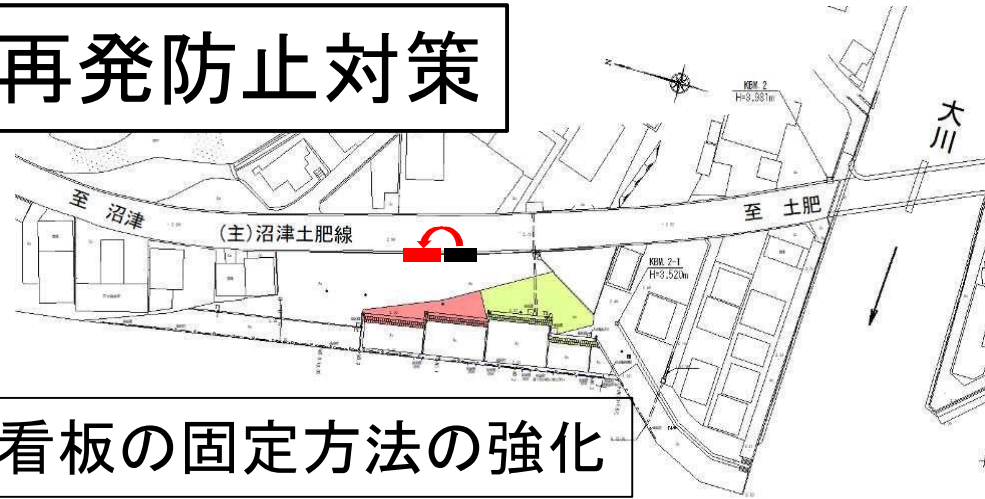 再発防止対策
KBM.2
H=3.981m
大川
至 沼津
(主)沼津土肥線
至 土肥
KBM.2-1
H=3.520m
看板の固定方法の強化